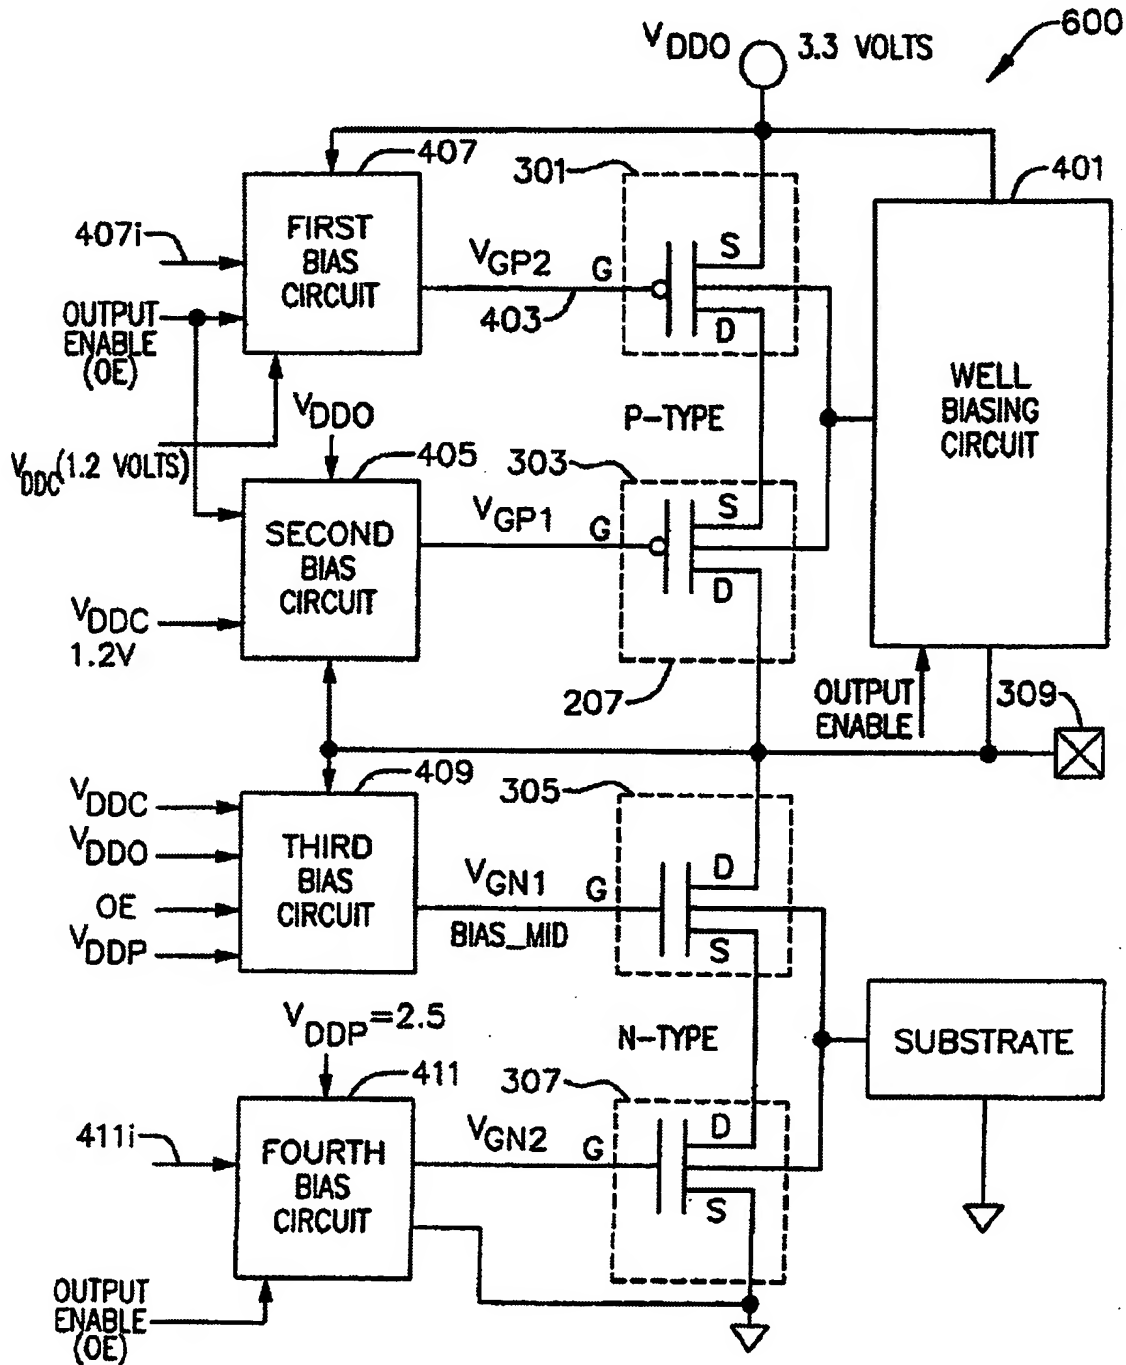 600
VDDO 3.3 VOLTS
407
301
401
407i
FIRST
BIAS
CIRCUIT
VGP2
403
G
S
D
OUTPUT
ENABLE
(OE)
VDDC (1.2 VOLTS)
VDDO
P-TYPE
WELL
BIASING
CIRCUIT
405
303
SECOND
BIAS
CIRCUIT
VGP1
G
S
D
VDDC
1.2V
207
OUTPUT
ENABLE
309
409
305
VDDC
VDDO
OE
VDDP
THIRD
BIAS
CIRCUIT
VGN1
BIAS_MID
G
D
S
VDDP=2.5
N-TYPE
SUBSTRATE
411
307
411i
FOURTH
BIAS
CIRCUIT
VGN2
G
D
S
OUTPUT
ENABLE
(OE)